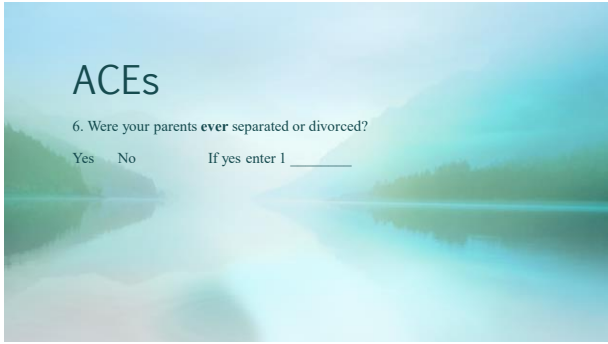 ACEs
6. Were your parents ever separated or divorced?
Yes No If yes enter 1 ________